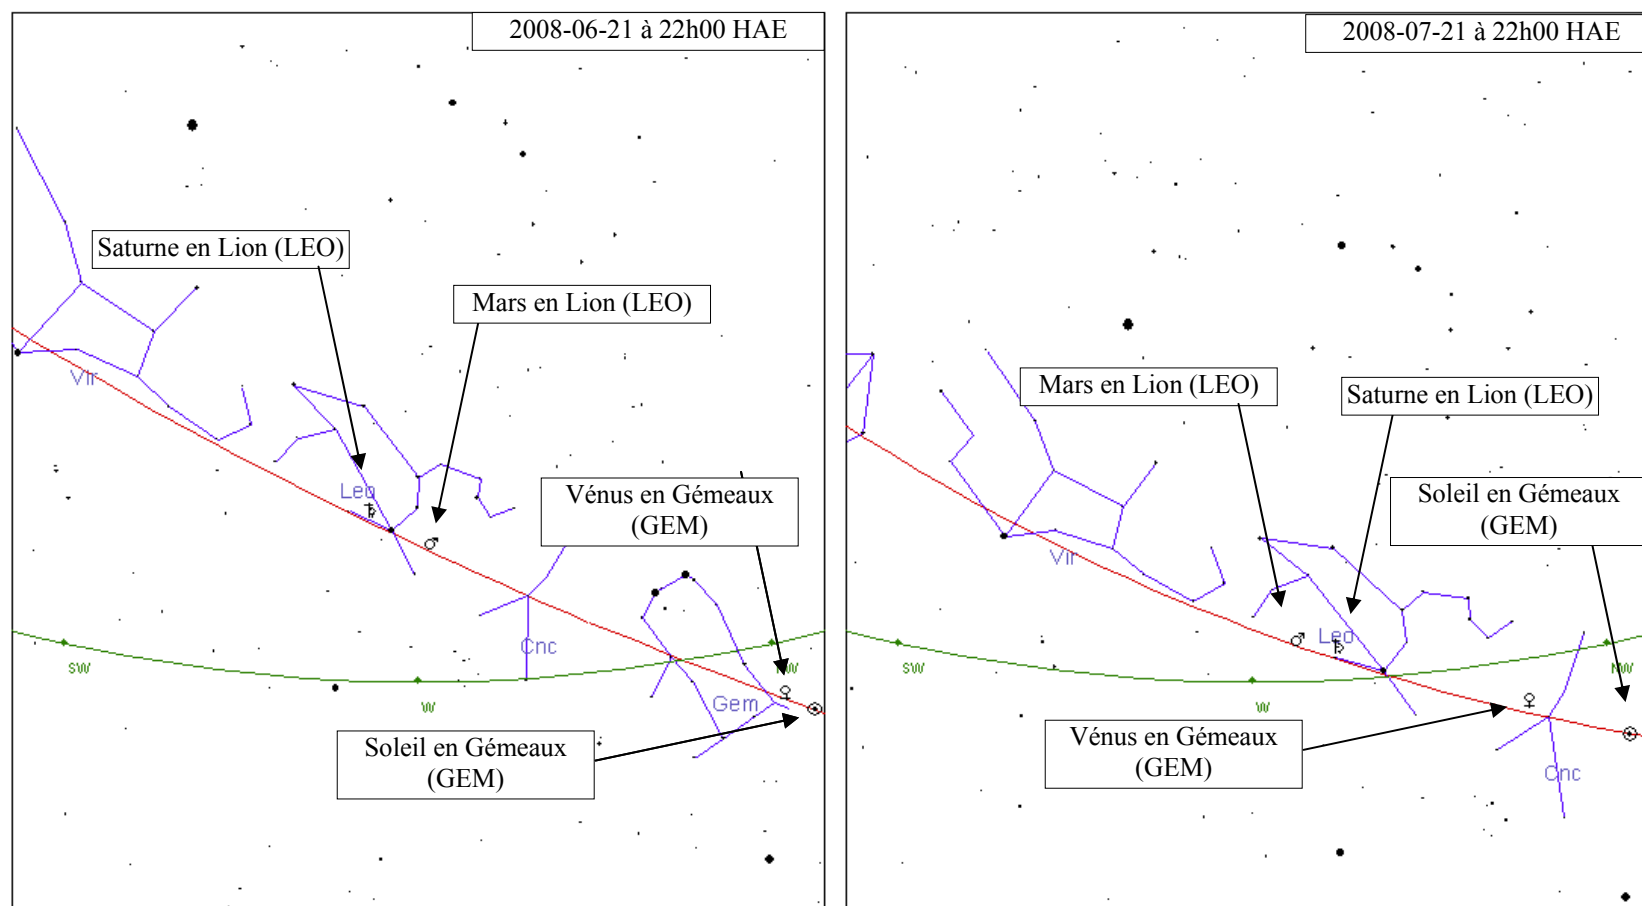 2008-06-21 à 22h00 HAE
Saturne en Lion (LEO)
Mars en Lion (LEO)
Vir
Leo
Vénus en Gémeaux
(GEM)
Cnc
SW
W
W
Gem
Soleil en Gémeaux
(GEM)
2008-07-21 à 22h00 HAE
Mars en Lion (LEO)
Saturne en Lion (LEO)
Soleil en Gémeaux
(GEM)
Vir
Leo
SW
W
NW
Vénus en Gémeaux
(GEM)
Cnc